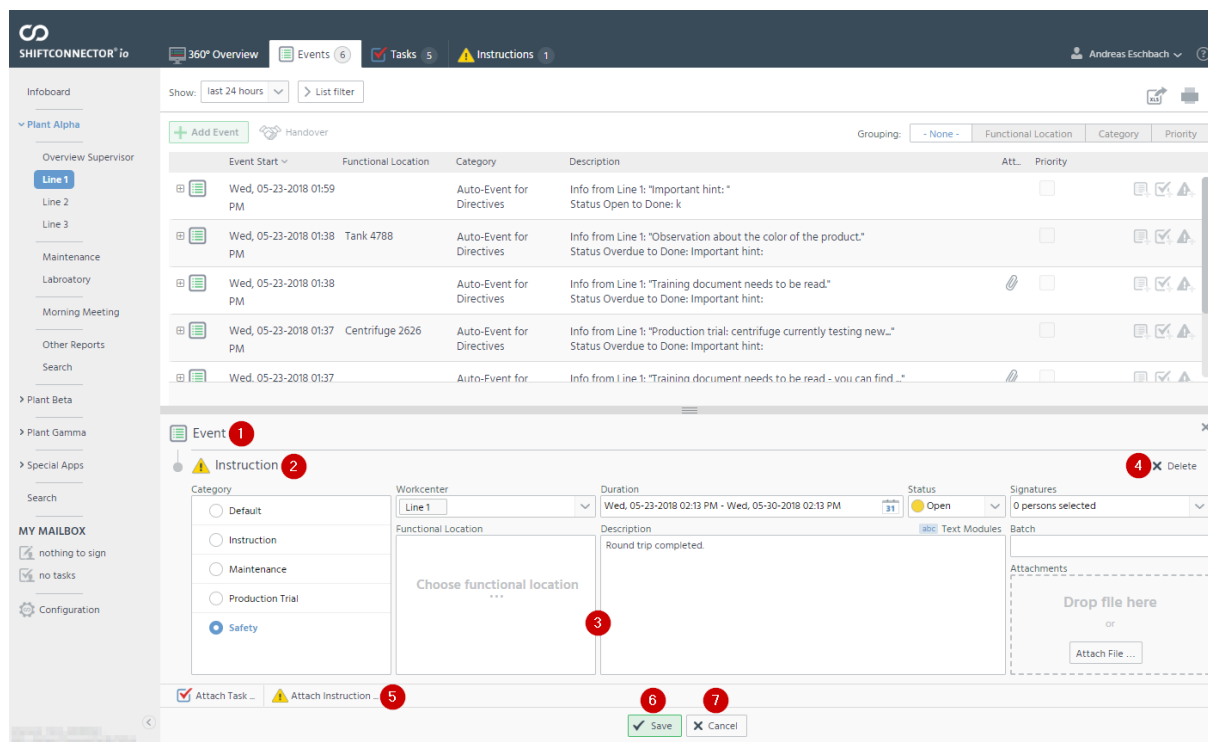 SHIFTCONNECTOR® io
360° Overview
Events 6
Tasks 5
Instructions 1
Andreas Eschbach
?
Infoboard
Plant Alpha
Overview Supervisor
Line 1
Line 2
Line 3
Maintenance
Labroatory
Morning Meeting
Other Reports
Search
Plant Beta
Plant Gamma
Special Apps
Search
MY MAILBOX
nothing to sign
no tasks
Configuration
Show: last 24 hours > List filter
XLS
+ Add Event Handover
Grouping: - None - Functional Location Category Priority
Event Start Functional Location Category Description Att... Priority
Wed, 05-23-2018 01:59 Auto-Event for Info from Line 1: "Important hint: "
PM Directives Status Open to Done: k
Wed, 05-23-2018 01:38 Tank 4788 Auto-Event for Info from Line 1: "Observation about the color of the product."
PM Directives Status Overdue to Done: Important hint:
Wed, 05-23-2018 01:38 Auto-Event for Info from Line 1: "Training document needs to be read."
PM Directives Status Overdue to Done: Important hint:
Wed, 05-23-2018 01:37 Centrifuge 2626 Auto-Event for Info from Line 1: "Production trial: centrifuge currently testing new..."
PM Directives Status Overdue to Done: Important hint:
Wed, 05-23-2018 01:37 Auto-Event for Info from Line 1: "Training document needs to be read - you can find ..."
Event 1
Instruction 2
4 X Delete
Category Workcenter Duration Status Signatures
Default
Line 1 Wed, 05-23-2018 02:13 PM - Wed, 05-30-2018 02:13 PM 31 Open 0 persons selected
Functional Location Description abc Text Modules Batch
Instruction
Maintenance
Production Trial
Safety
Choose functional location
...
Round trip completed.
3
Attachments
Drop file here
or
Attach File ...
Attach Task ... Attach Instruction ... 5
6 7
Save X Cancel